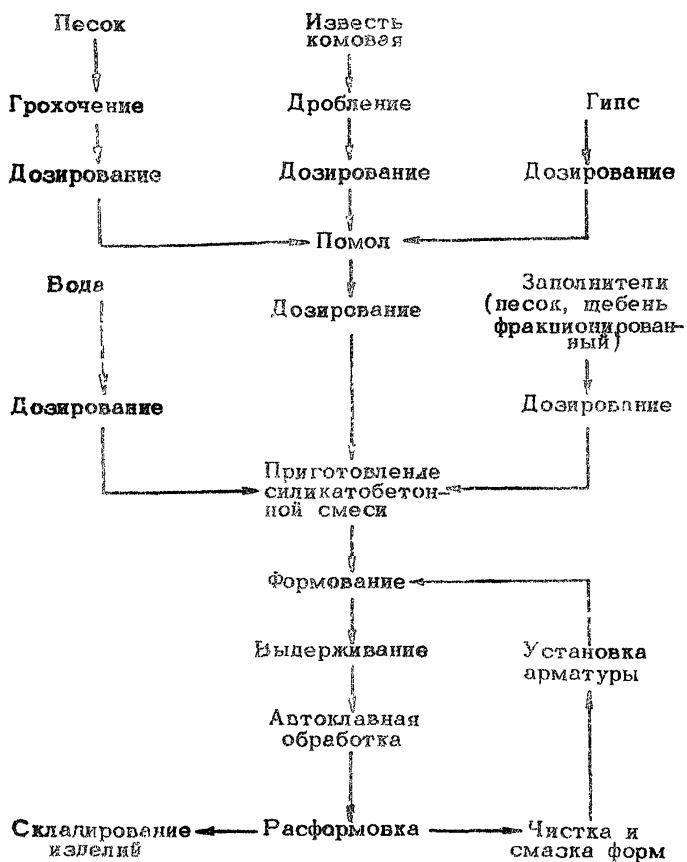 Песок
Известь
комовая
Грохочение
Дробление
Гипс
Дозирование
Дозирование
Дозирование
Помол
Вода
Дозирование
Заполнители
(песок, щебень
фракционирован-
ный)
Дозирование
Дозирование
Приготовление
силикатобетон-
ной смеси
Формование
Выдерживание
Установка
арматуры
Автоклавная
обработка
Складирование
изделий
Расформовка
Чистка и
смазка форм